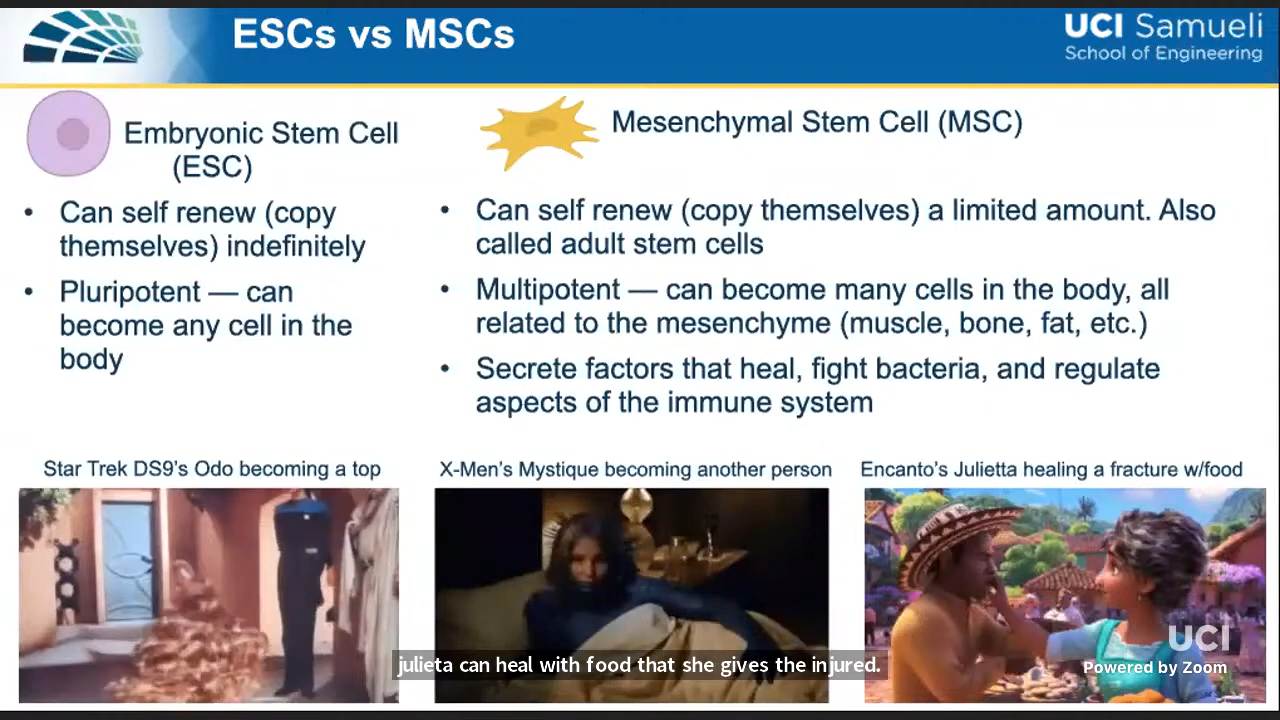 ESCs vs MSCs
UCI Samueli
School of Engineering
Embryonic Stem Cell
(ESC)
• Can self renew (copy
themselves) indefinitely
• Pluripotent — can
become any cell in the
body
Mesenchymal Stem Cell (MSC)
• Can self renew (copy themselves) a limited amount. Also
called adult stem cells
• Multipotent — can become many cells in the body, all
related to the mesenchyme (muscle, bone, fat, etc.)
• Secrete factors that heal, fight bacteria, and regulate
aspects of the immune system
Star Trek DS9's Odo becoming a top
X-Men's Mystique becoming another person
Encanto's Julietta healing a fracture w/food
julieta can heal with food that she gives the injured.
UCI
Powered by Zoom